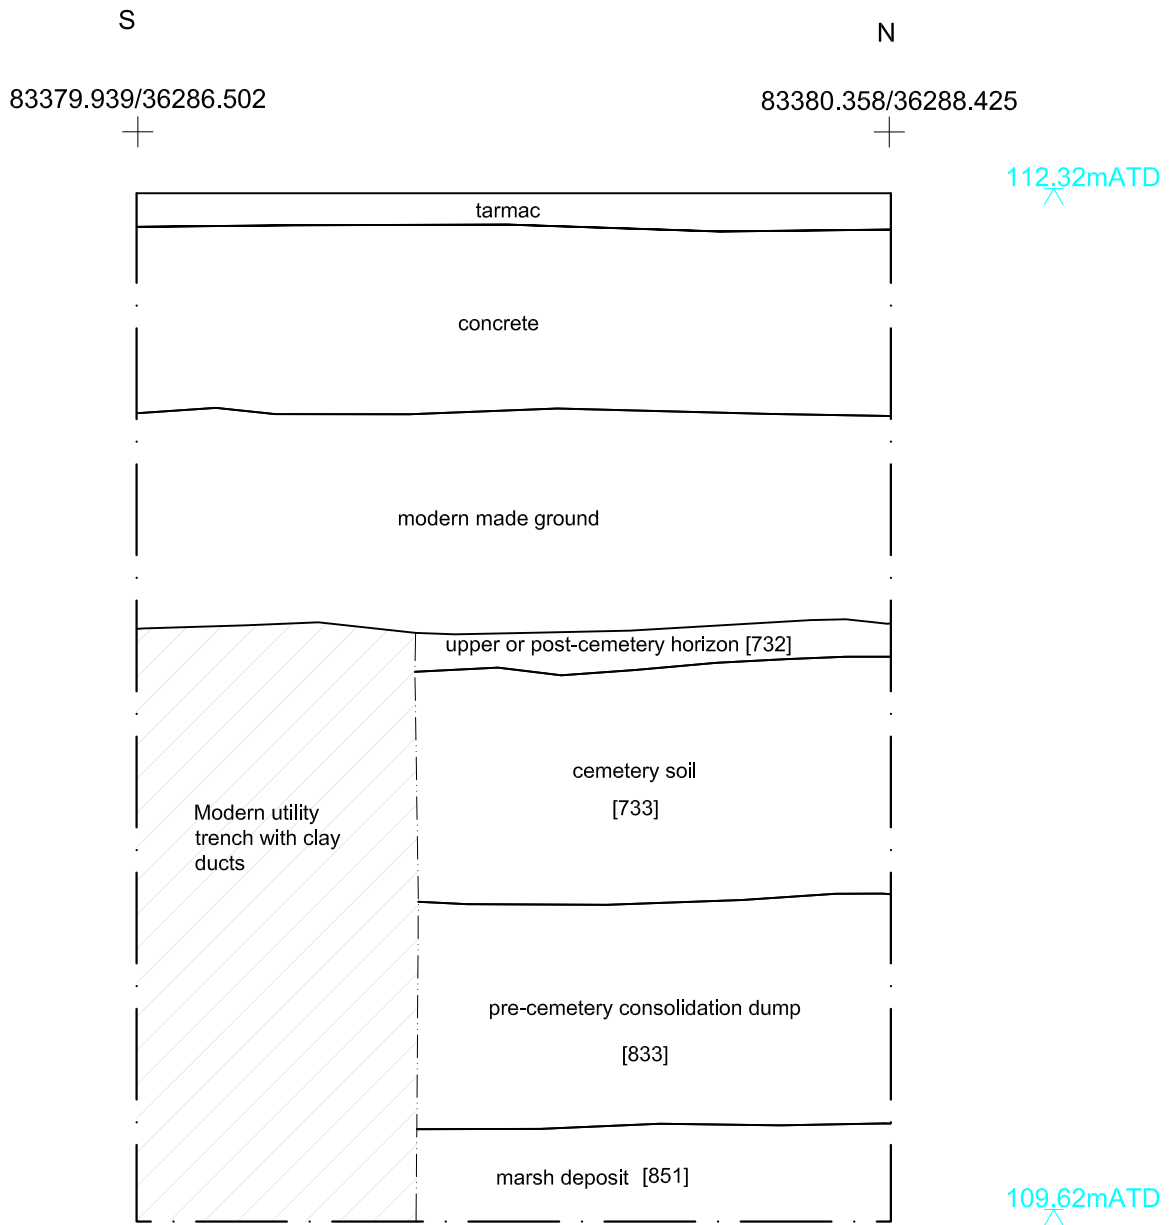 S
N
83379.939/36286.502
83380.358/36288.425
112.32mATD
tarmac
concrete
modern made ground
upper or post-cemetery horizon [732]
cemetery soil
[733]
Modern utility
trench with clay
ducts
pre-cemetery consolidation dump
[833]
marsh deposit [851]
109.62mATD